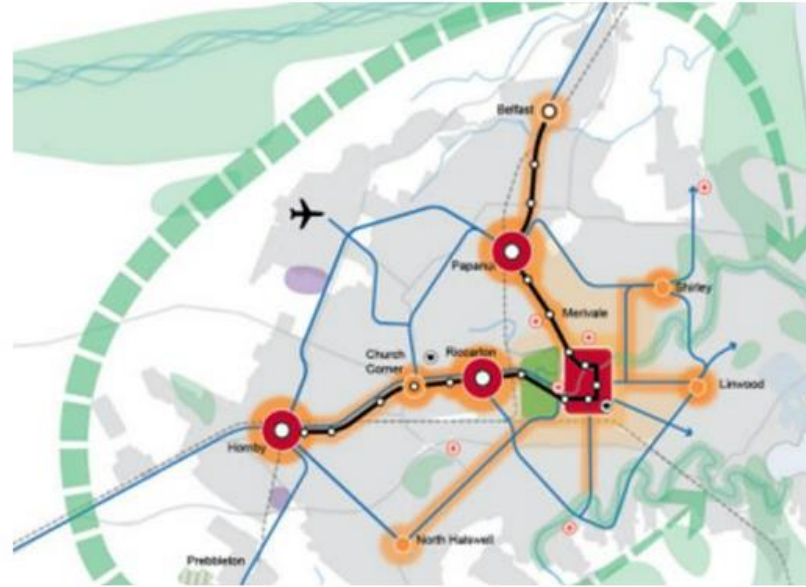 Belfast
Papanui
Shirley
Merivale
Church
Corner
Riccarton
Linwood
Hornby
North Halswell
Prebbleton